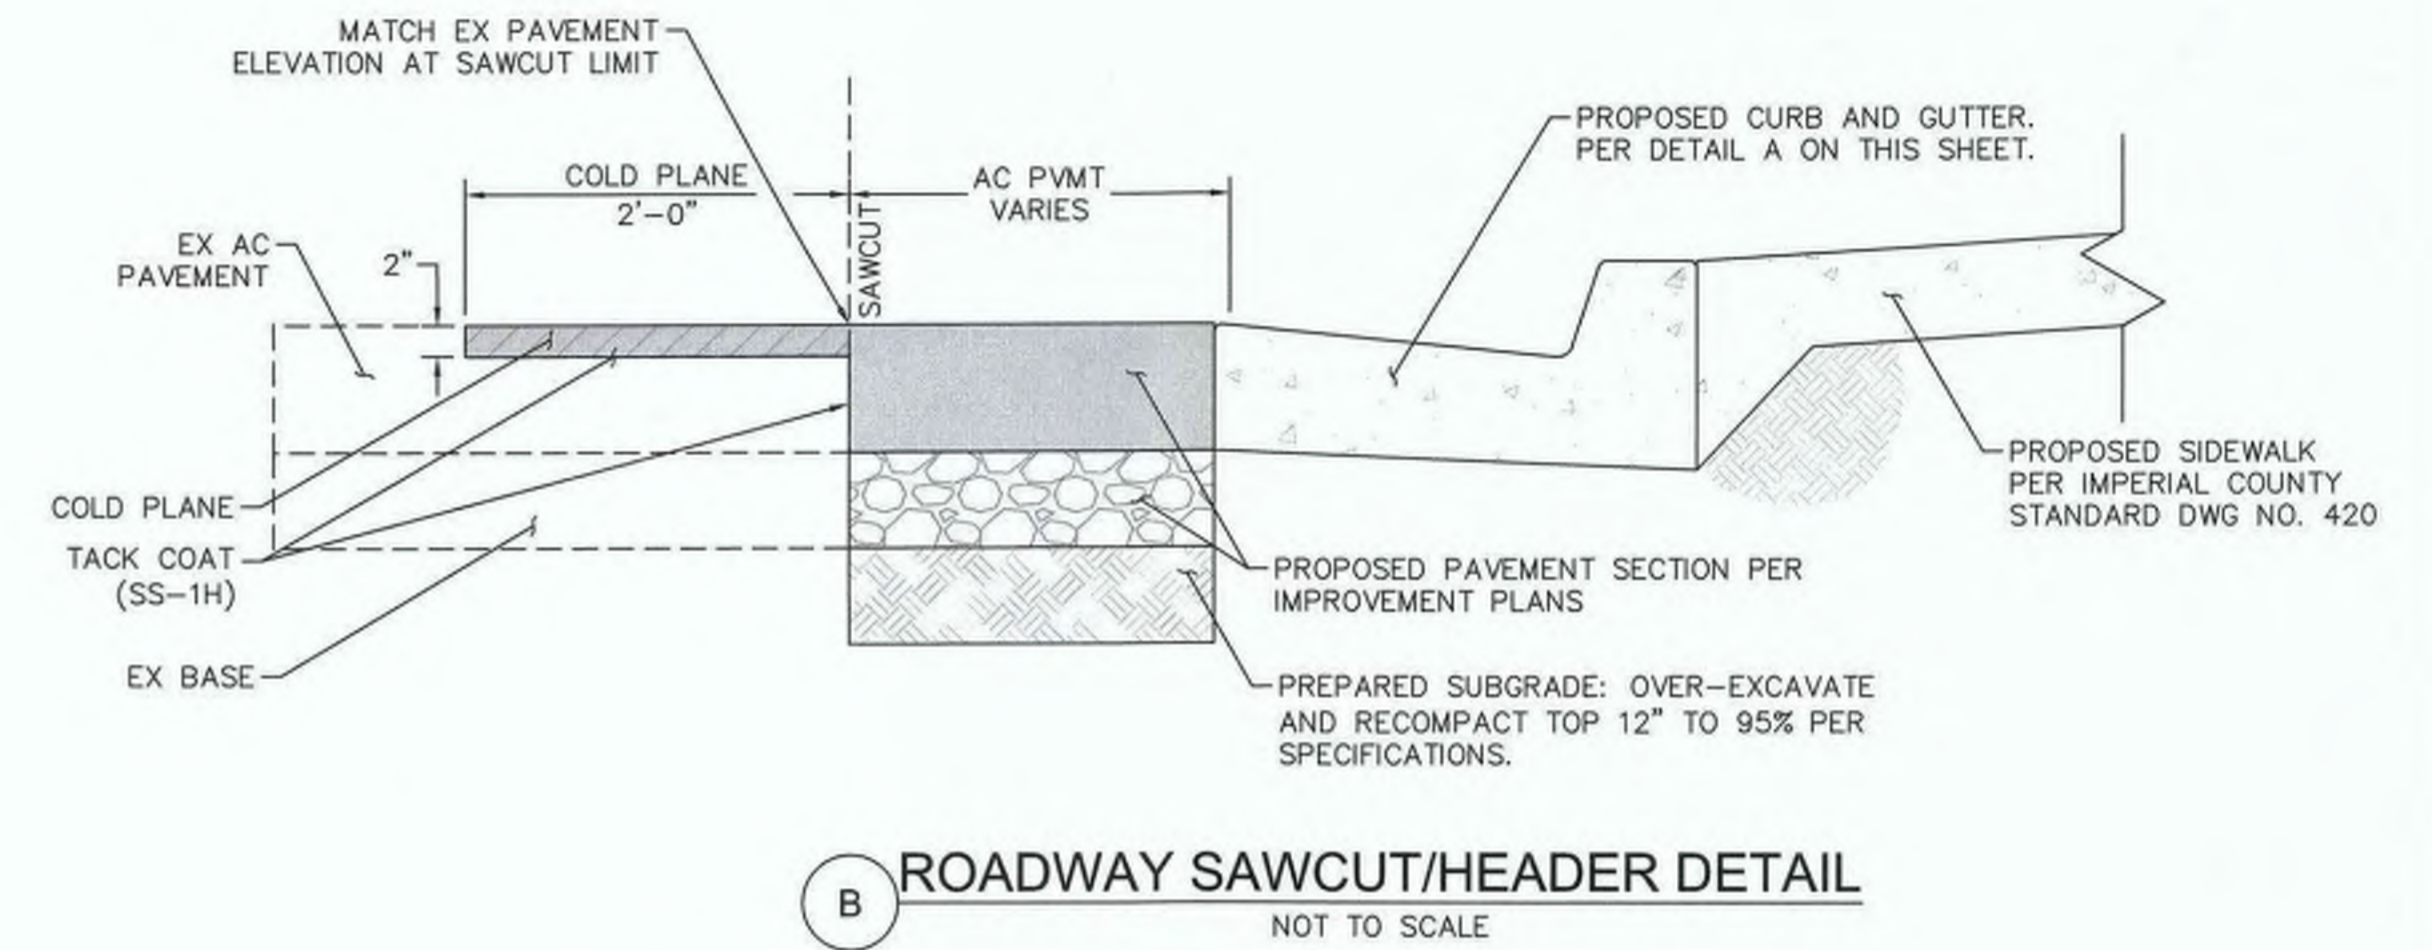 MATCH EX PAVEMENT
ELEVATION AT SAWCUT LIMIT
PROPOSED CURB AND GUTTER.
PER DETAIL A ON THIS SHEET.
COLD PLANE
2'-0"
AC PVMT
VARIES
SAWCUT
EX AC
PAVEMENT
2"
COLD PLANE
TACK COAT
(SS-1H)
EX BASE
PROPOSED SIDEWALK
PER IMPERIAL COUNTY
STANDARD DWG NO. 420
PROPOSED PAVEMENT SECTION PER
IMPROVEMENT PLANS
PREPARED SUBGRADE: OVER-EXCAVATE
AND RECOMPACT TOP 12" TO 95% PER
SPECIFICATIONS.
B
ROADWAY SAWCUT/HEADER DETAIL
NOT TO SCALE